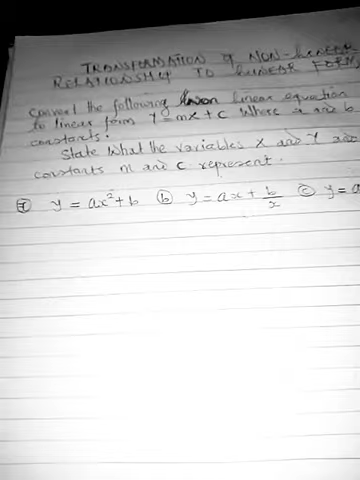 TRANSFORMATION OF NON-LINEAR
RELATIONSHIP TO LINEAR FORM
Convert the following linear equation
to linear form Y = mX + C where a and b
constants.
State what the variables X and Y and
constants m and c represent.
y = ax² + b (b) y = ax + b/x (c) y = a